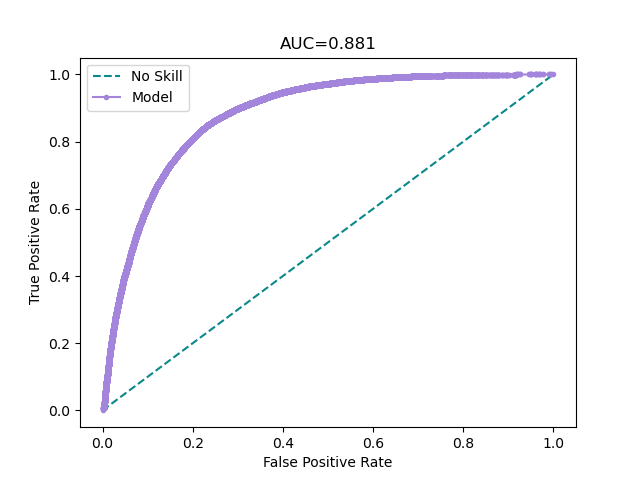 AUC=0.881
No Skill
Model
1.0
0.8
0.6
0.4
0.2
0.0
True Positive Rate
0.0 0.2 0.4 0.6 0.8 1.0
False Positive Rate